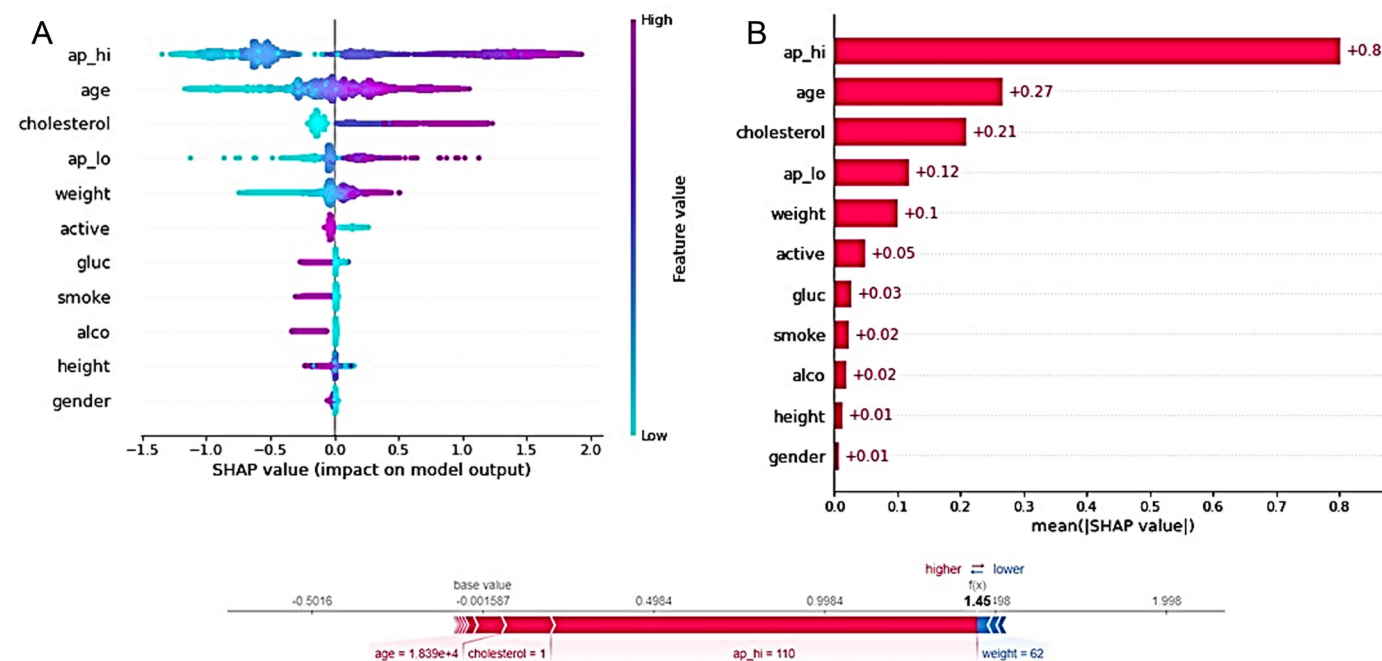 A
High
ap_hi
age
cholesterol
ap_lo
weight
active
gluc
smoke
alco
height
gender
Feature value
Low
−1.5 −1.0 −0.5 0.0 0.5 1.0 1.5 2.0
SHAP value (impact on model output)
B
ap_hi +0.8
age +0.27
cholesterol +0.21
ap_lo +0.12
weight +0.1
active +0.05
gluc +0.03
smoke +0.02
alco +0.02
height +0.01
gender +0.01
0.0 0.1 0.2 0.3 0.4 0.5 0.6 0.7 0.8
mean(|SHAP value|)
higher ⇄ lower
base value f(x)
-0.5016 -0.001587 0.4984 0.9984 1.45 498 1.998
age = 1.839e+4 cholesterol = 1 ap_hi = 110 weight = 62